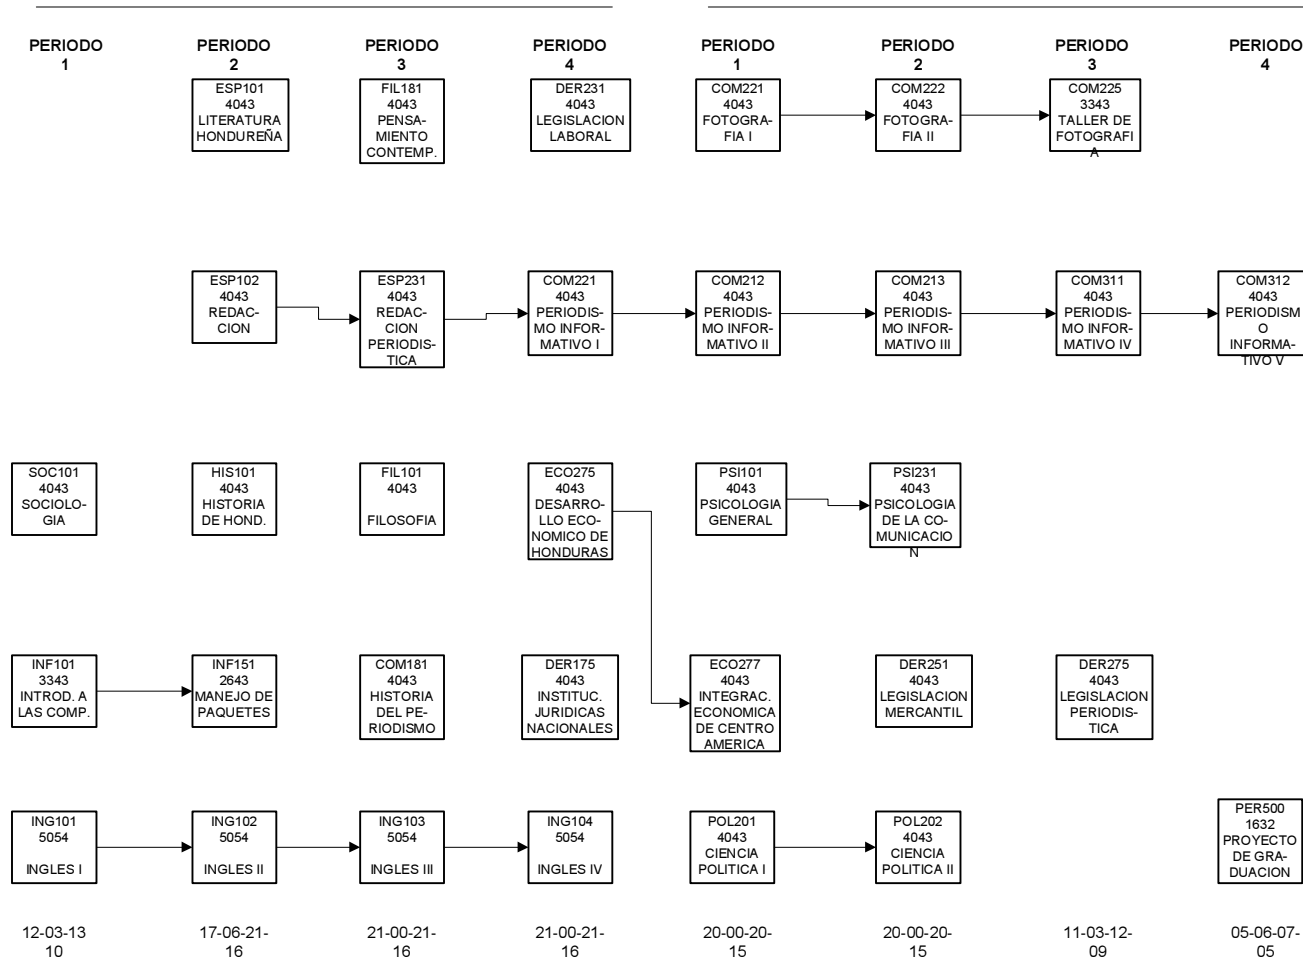 PERIODO
1
PERIODO
2
PERIODO
3
PERIODO
4
PERIODO
1
PERIODO
2
PERIODO
3
PERIODO
4
ESP101
4043
LITERATURA
HONDUREÑA
FIL181
4043
PENSA-
MIENTO
CONTEMP.
DER231
4043
LEGISLACION
LABORAL
COM221
4043
FOTOGRA-
FIA I
COM222
4043
FOTOGRA-
FIA II
COM225
3343
TALLER DE
FOTOGRAFI
A
ESP102
4043
REDAC-
CION
ESP231
4043
REDAC-
CION
PERIODIS-
TICA
COM221
4043
PERIODIS-
MO INFOR-
MATIVO I
COM212
4043
PERIODIS-
MO INFOR-
MATIVO II
COM213
4043
PERIODIS-
MO INFOR-
MATIVO III
COM311
4043
PERIODIS-
MO INFOR-
MATIVO IV
COM312
4043
PERIODISM
O
INFORMA-
TIVO V
SOC101
4043
SOCIOLO-
GIA
HIS101
4043
HISTORIA
DE HOND.
FIL101
4043
FILOSOFIA
ECO275
4043
DESARRO-
LLO ECO-
NOMICO DE
HONDURAS
PSI101
4043
PSICOLOGIA
GENERAL
PSI231
4043
PSICOLOGIA
DE LA CO-
MUNICACIO
N
INF101
3343
INTROD. A
LAS COMP.
INF151
2643
MANEJO DE
PAQUETES
COM181
4043
HISTORIA
DEL PE-
RIODISMO
DER175
4043
INSTITUC.
JURIDICAS
NACIONALES
ECO277
4043
INTEGRAC.
ECONOMICA
DE CENTRO
AMERICA
DER251
4043
LEGISLACION
MERCANTIL
DER275
4043
LEGISLACION
PERIODIS-
TICA
ING101
5054
INGLES I
ING102
5054
INGLES II
ING103
5054
INGLES III
ING104
5054
INGLES IV
POL201
4043
CIENCIA
POLITICA I
POL202
4043
CIENCIA
POLITICA II
PER500
1632
PROYECTO
DE GRA-
DUACION
12-03-13
10
17-06-21-
16
21-00-21-
16
21-00-21-
16
20-00-20-
15
20-00-20-
15
11-03-12-
09
05-06-07-
05